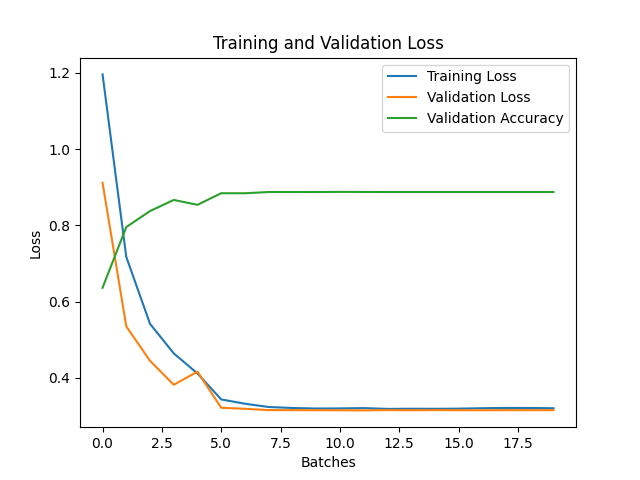 Training and Validation Loss
Training Loss
Validation Loss
Validation Accuracy
Loss
1.2
1.0
0.8
0.6
0.4
0.0 2.5 5.0 7.5 10.0 12.5 15.0 17.5
Batches